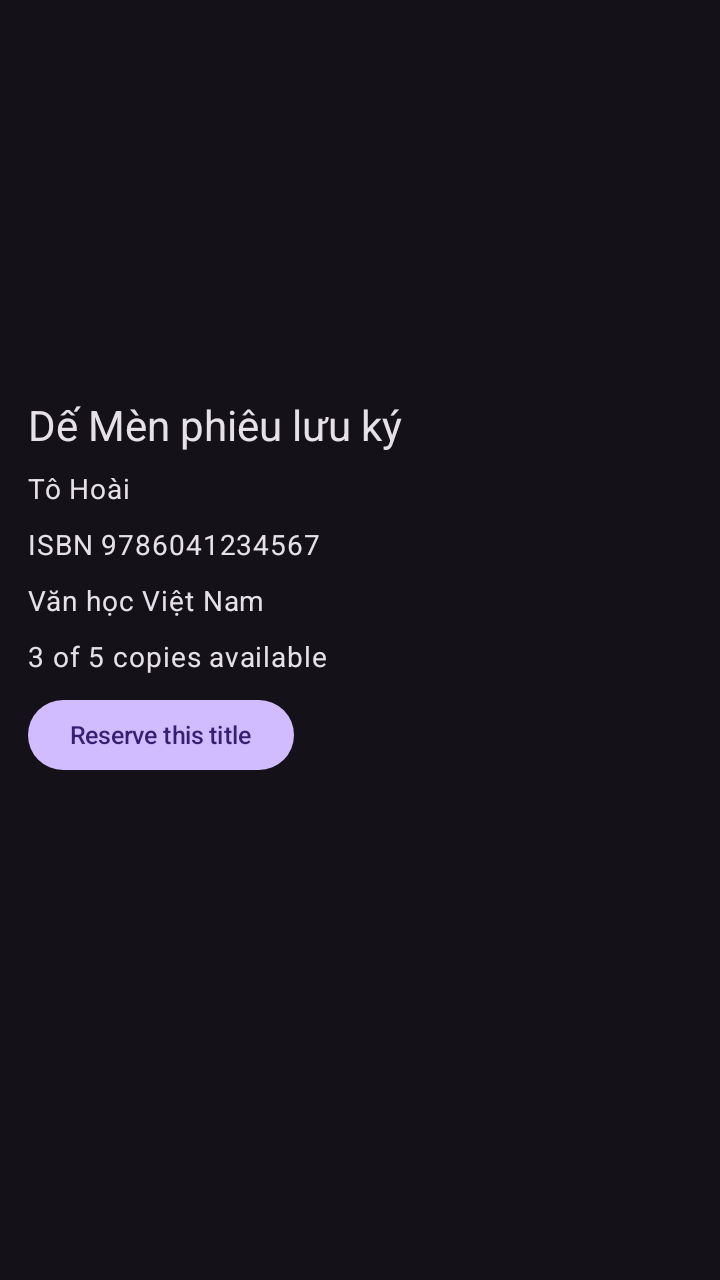 Dế Mèn phiêu lưu ký
Tô Hoài
ISBN 9786041234567
Văn học Việt Nam
3 of 5 copies available
Reserve this title